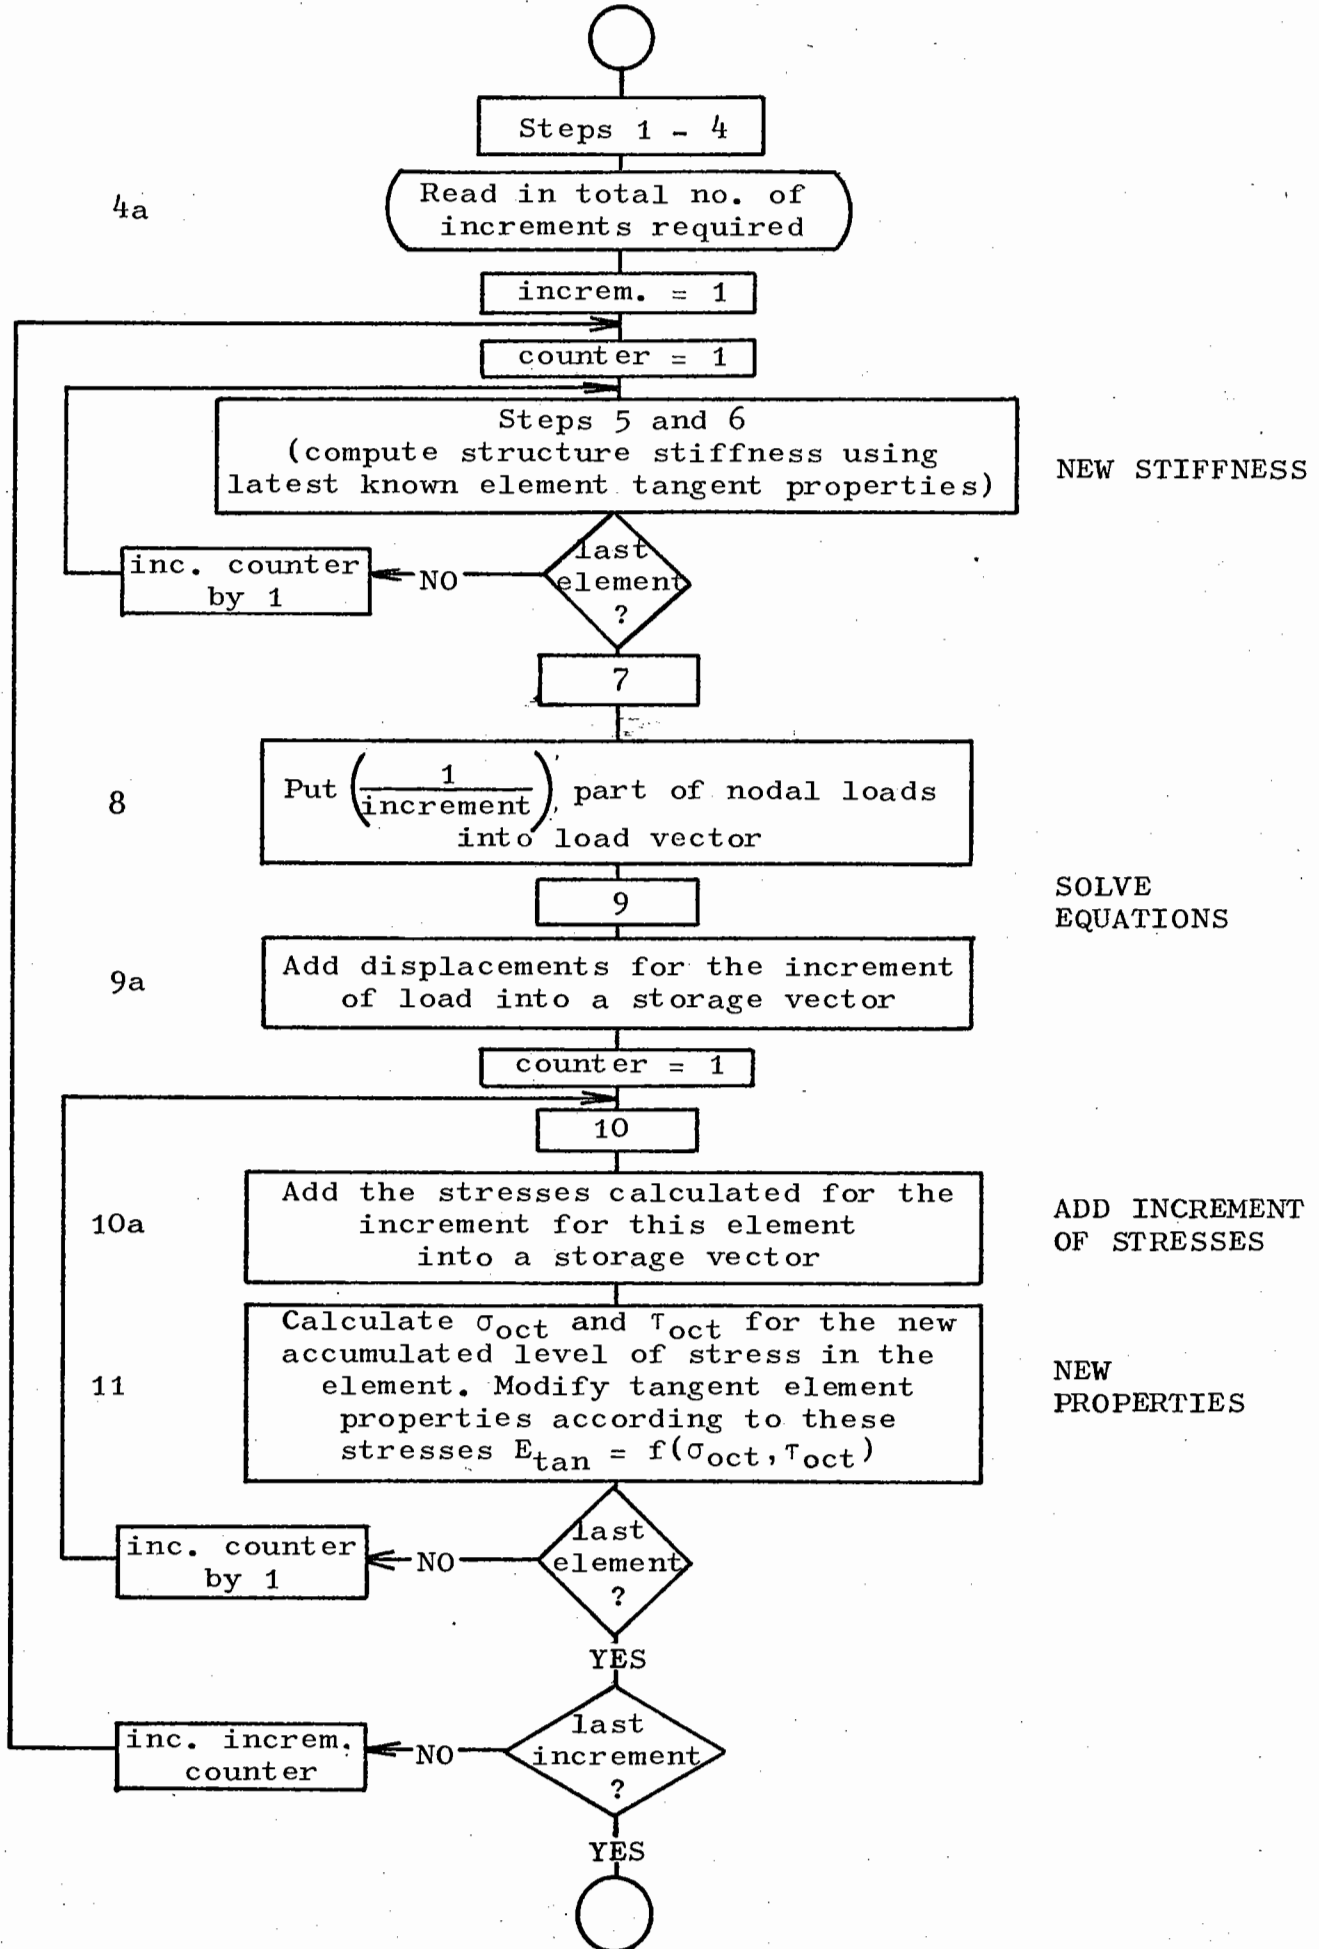 Steps 1 - 4
4a
Read in total no. of
increments required
increm. = 1
counter = 1
Steps 5 and 6
(compute structure stiffness using
latest known element tangent properties)
NEW STIFFNESS
last
element
?
NO
inc. counter
by 1
7
8
Put (1/increment) part of nodal loads
into load vector
9
SOLVE
EQUATIONS
9a
Add displacements for the increment
of load into a storage vector
counter = 1
10
10a
Add the stresses calculated for the
increment for this element
into a storage vector
ADD INCREMENT
OF STRESSES
11
Calculate σoct and τoct for the new
accumulated level of stress in the
element. Modify tangent element
properties according to these
stresses Etan = f(σoct,τoct)
NEW
PROPERTIES
last
element
?
NO
inc. counter
by 1
YES
last
increment
?
NO
inc. increm.
counter
YES